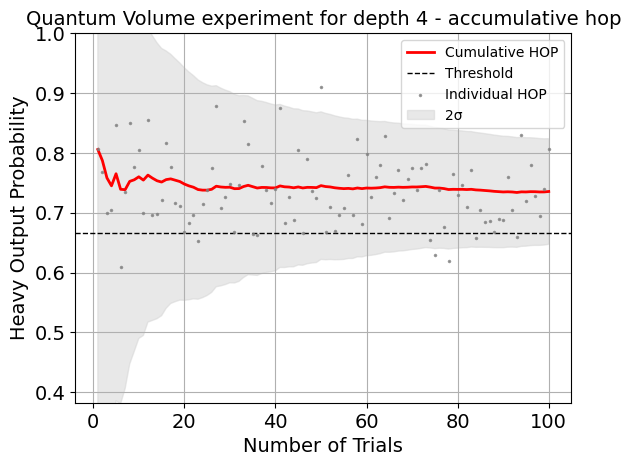 Quantum Volume experiment for depth 4 - accumulative hop
Heavy Output Probability
1.0
0.9
0.8
0.7
0.6
0.5
0.4
Cumulative HOP
Threshold
Individual HOP
2σ
0 20 40 60 80 100
Number of Trials